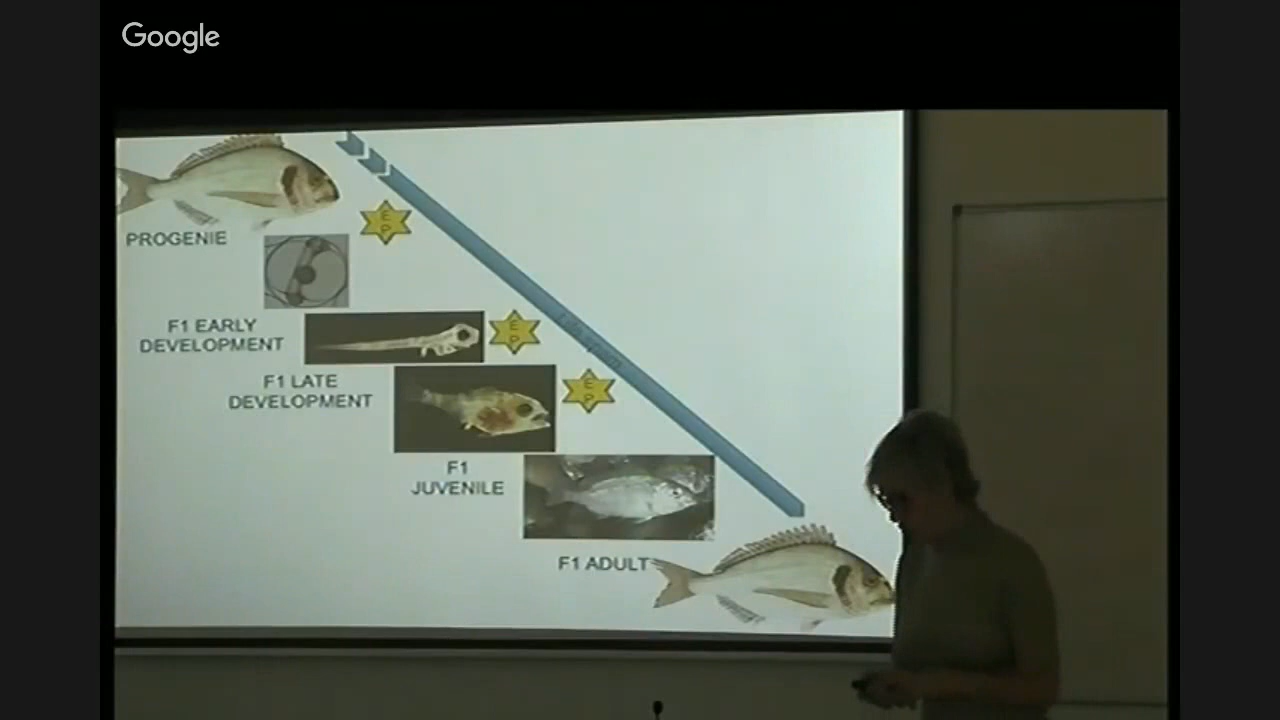 Google
PROGENIE
E
P
F1 EARLY
DEVELOPMENT
E
P
F1 LATE
DEVELOPMENT
E
P
F1
JUVENILE
F1 ADULT